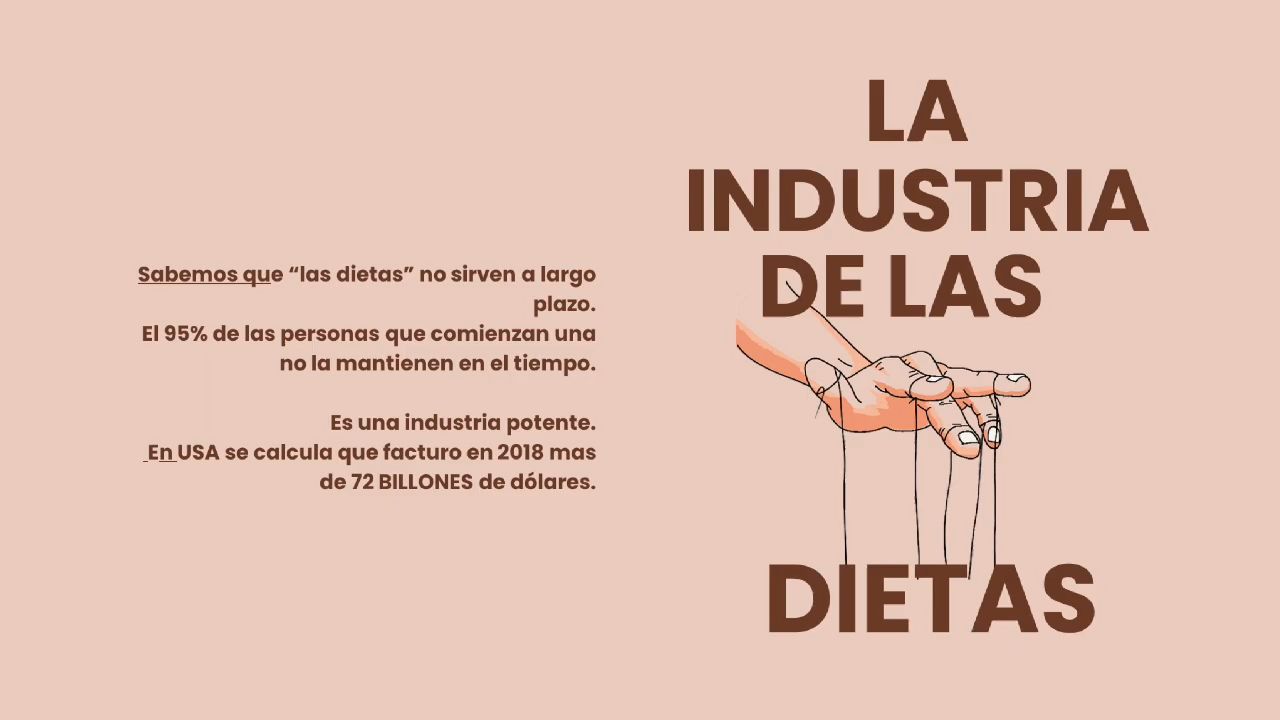 LA
INDUSTRIA
DE LAS
DIETAS
Sabemos que “las dietas” no sirven a largo
plazo.
El 95% de las personas que comienzan una
no la mantienen en el tiempo.
Es una industria potente.
En USA se calcula que facturo en 2018 mas
de 72 BILLONES de dólares.